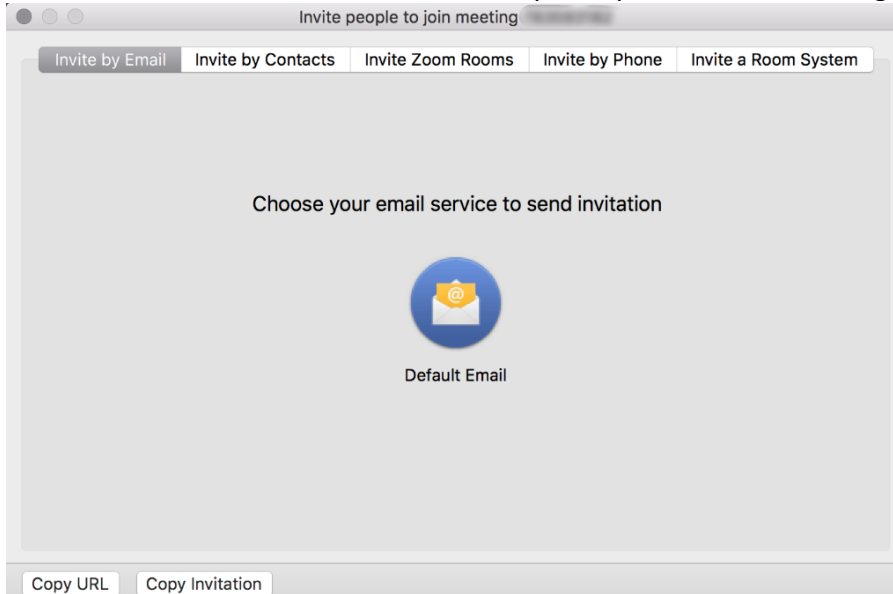 Invite people to join meeting
Invite by Email Invite by Contacts Invite Zoom Rooms Invite by Phone Invite a Room System
Choose your email service to send invitation
@
Default Email
Copy URL Copy Invitation